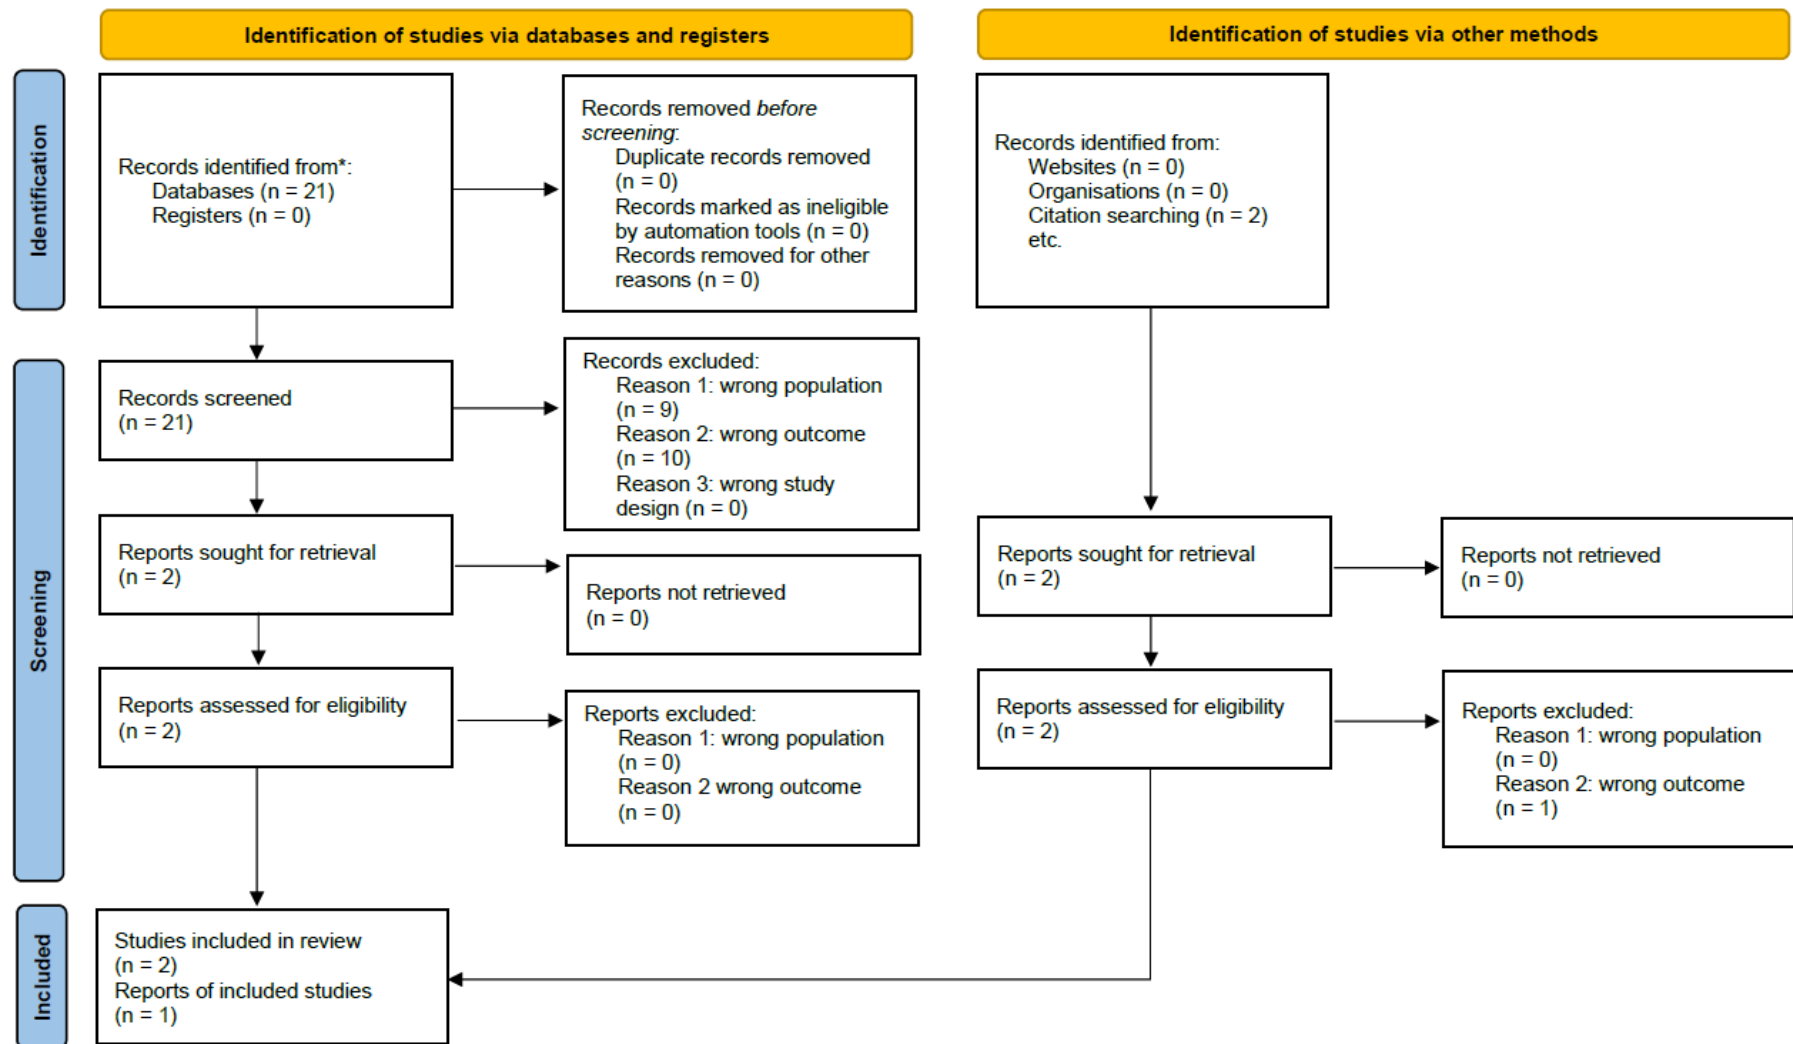 Identification of studies via databases and registers
Identification of studies via other methods
Identification
Records identified from*:
Databases (n = 21)
Registers (n = 0)
Records removed before
screening:
Duplicate records removed
(n = 0)
Records marked as ineligible
by automation tools (n = 0)
Records removed for other
reasons (n = 0)
Records identified from:
Websites (n = 0)
Organisations (n = 0)
Citation searching (n = 2)
etc.
Screening
Records screened
(n = 21)
Records excluded:
Reason 1: wrong population
(n = 9)
Reason 2: wrong outcome
(n = 10)
Reason 3: wrong study
design (n = 0)
Reports sought for retrieval
(n = 2)
Reports not retrieved
(n = 0)
Reports sought for retrieval
(n = 2)
Reports not retrieved
(n = 0)
Reports assessed for eligibility
(n = 2)
Reports excluded:
Reason 1: wrong population
(n = 0)
Reason 2 wrong outcome
(n = 0)
Reports assessed for eligibility
(n = 2)
Reports excluded:
Reason 1: wrong population
(n = 0)
Reason 2: wrong outcome
(n = 1)
Included
Studies included in review
(n = 2)
Reports of included studies
(n = 1)